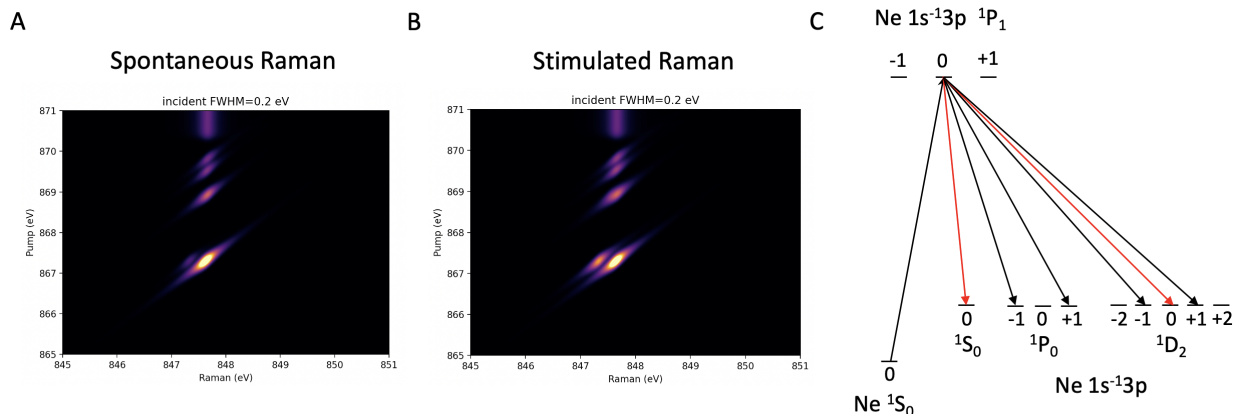 A
Spontaneous Raman
incident FWHM=0.2 eV
871
870
869
868
867
866
865
Pump (eV)
845 846 847 848 849 850 851
Raman (eV)
B
Stimulated Raman
incident FWHM=0.2 eV
871
870
869
868
867
866
865
Pump (eV)
845 846 847 848 849 850 851
Raman (eV)
C
Ne 1s⁻¹3p ¹P₁
-1 0 +1
0 -1 0 +1 -2 -1 0 +1 +2
¹S₀ ¹P₀ ¹D₂
0
Ne 1s⁻¹3p
Ne ¹S₀